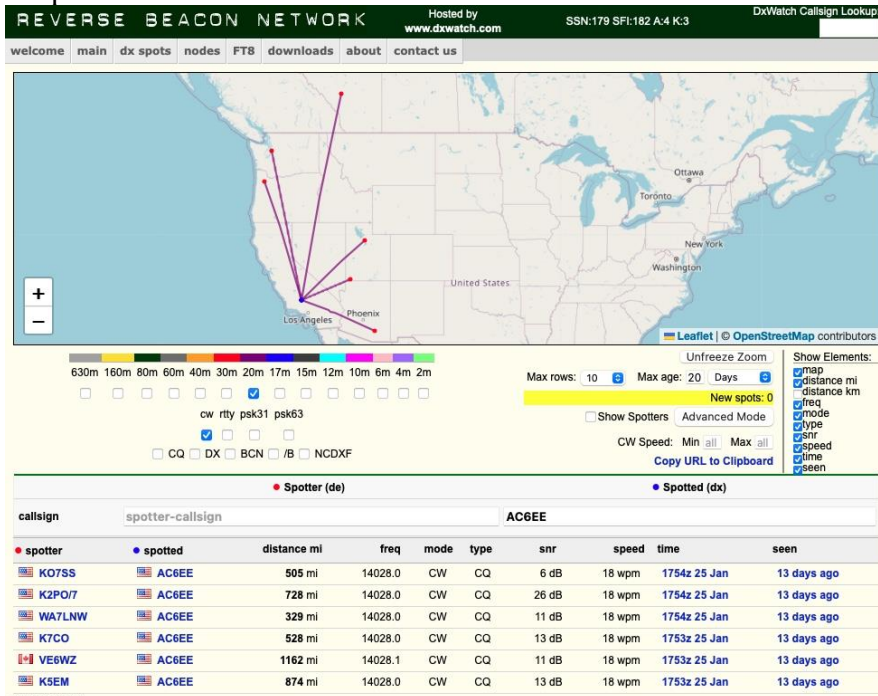 REVERSE BEACON NETWORK
Hosted by
www.dxwatch.com
SSN:179 SFI:182 A:4 K:3
DxWatch Callsign Lookup:
welcome main dx spots nodes FT8 downloads about contact us
Ottawa
Toronto
New York
Washington
United States
Los Angeles
Phoenix
+
−
Leaflet | © OpenStreetMap contributors
630m 160m 80m 60m 40m 30m 20m 17m 15m 12m 10m 6m 4m 2m
cw rtty psk31 psk63
CQ DX BCN /B NCDXF
Unfreeze Zoom
Max rows: 10 Max age: 20 Days
New spots: 0
Show Spotters Advanced Mode
CW Speed: Min all Max all
Copy URL to Clipboard
Show Elements:
map
distance mi
distance km
freq
mode
type
snr
speed
time
seen
Spotter (de) Spotted (dx)
callsign spotter-callsign AC6EE
spotter spotted distance mi freq mode type snr speed time seen
KO7SS AC6EE 505 mi 14028.0 CW CQ 6 dB 18 wpm 1754z 25 Jan 13 days ago
K2PO/7 AC6EE 728 mi 14028.0 CW CQ 26 dB 18 wpm 1754z 25 Jan 13 days ago
WA7LNW AC6EE 329 mi 14028.0 CW CQ 11 dB 18 wpm 1754z 25 Jan 13 days ago
K7CO AC6EE 528 mi 14028.0 CW CQ 13 dB 18 wpm 1753z 25 Jan 13 days ago
VE6WZ AC6EE 1162 mi 14028.1 CW CQ 11 dB 18 wpm 1753z 25 Jan 13 days ago
K5EM AC6EE 874 mi 14028.0 CW CQ 13 dB 18 wpm 1753z 25 Jan 13 days ago